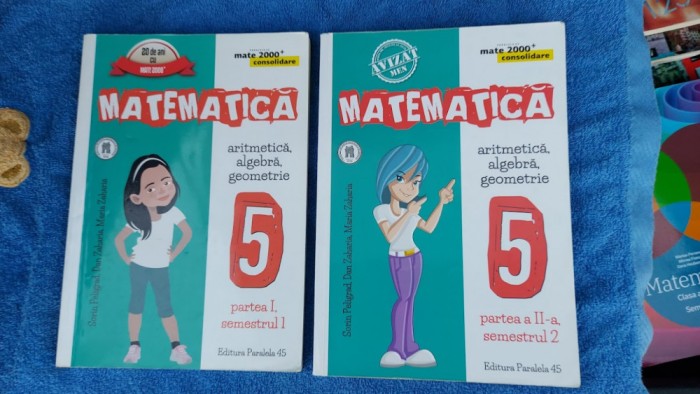 20 de ani
cu
MATE 2000+
mate 2000+
consolidare
MATEMATICĂ
aritmetică,
algebră,
geometrie
5
partea I,
semestrul 1
Sorin Peligrad, Dan Zaharia, Maria Zaharia
Editura Paralela 45
AVIZAT
MEN
mate 2000+
consolidare
MATEMATICĂ
aritmetică,
algebră,
geometrie
5
partea a II-a,
semestrul 2
Sorin Peligrad, Dan Zaharia, Maria Zaharia
Editura Paralela 45
Matem
Clasa a